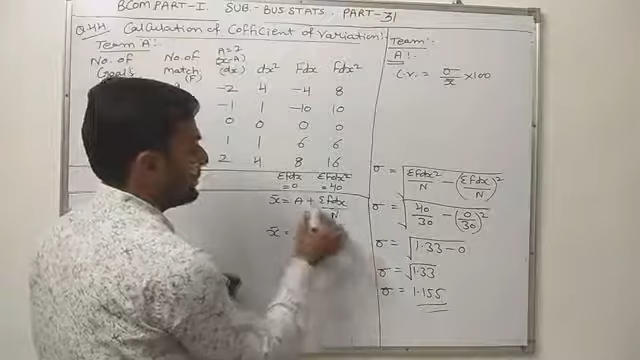 BCOM PART-I. SUB- BUS. STATS. PART-31
Q.44. Calculation of Cofficient of Variation:-
Team A:-
No. of Goals
No. of match (F)
A=2 (x-A) (dx)
dx²
Fdx
Fdx²
-2 4 -4 8
-1 1 -10 10
0 0 0 0
1 1 6 6
2 4 8 16
Σfdx =0
Σfdx² =40
x̄ = A + Σfdx/N
x̄ =
Team:-
A:-
C.V. = σ/x̄ ×100
σ = √(Σfdx²/N - (Σfdx/N)²)
σ = √(40/30 - (0/30)²)
σ = √1.33-0
σ = √1.33
σ = 1.155